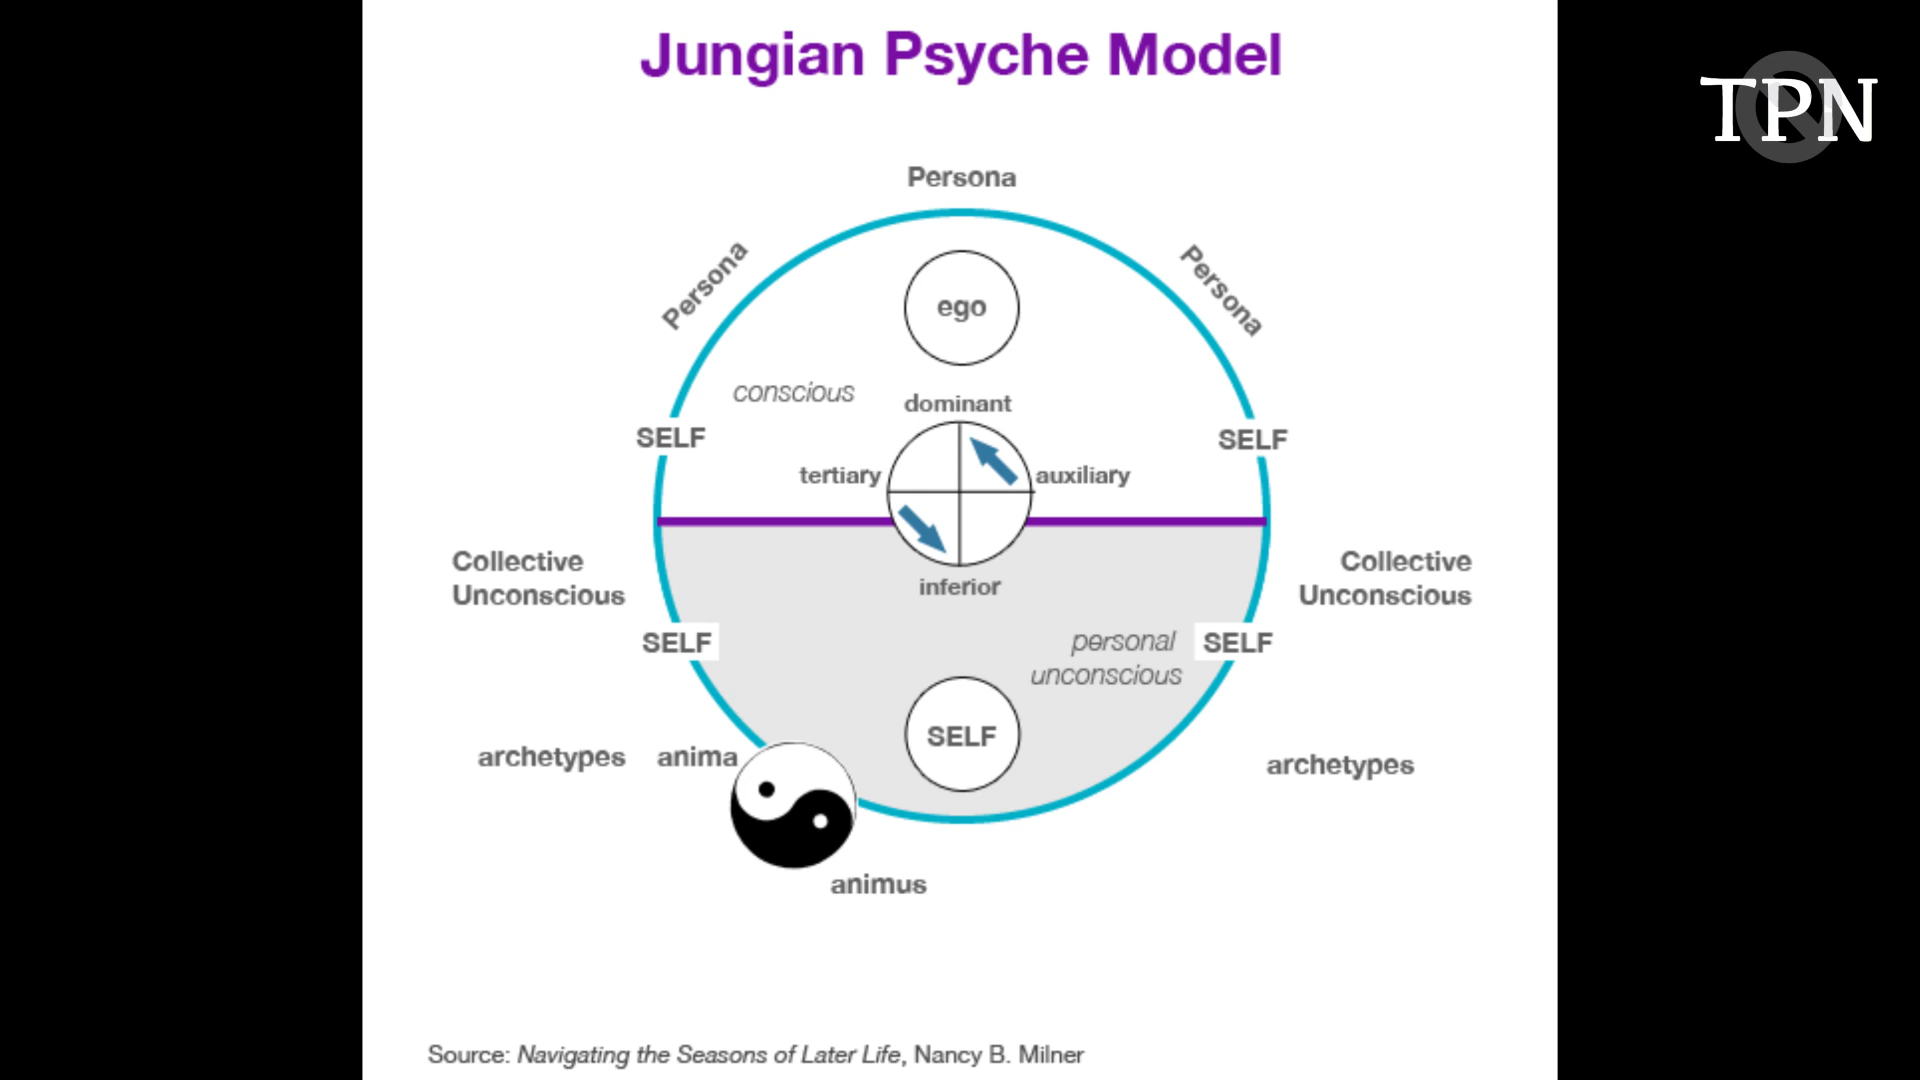 Jungian Psyche Model
TPN
Persona
Persona
Persona
ego
conscious
dominant
SELF
SELF
tertiary
auxiliary
Collective
Unconscious
Collective
Unconscious
inferior
SELF
personal
unconscious
SELF
SELF
archetypes
anima
archetypes
animus
Source: Navigating the Seasons of Later Life, Nancy B. Milner